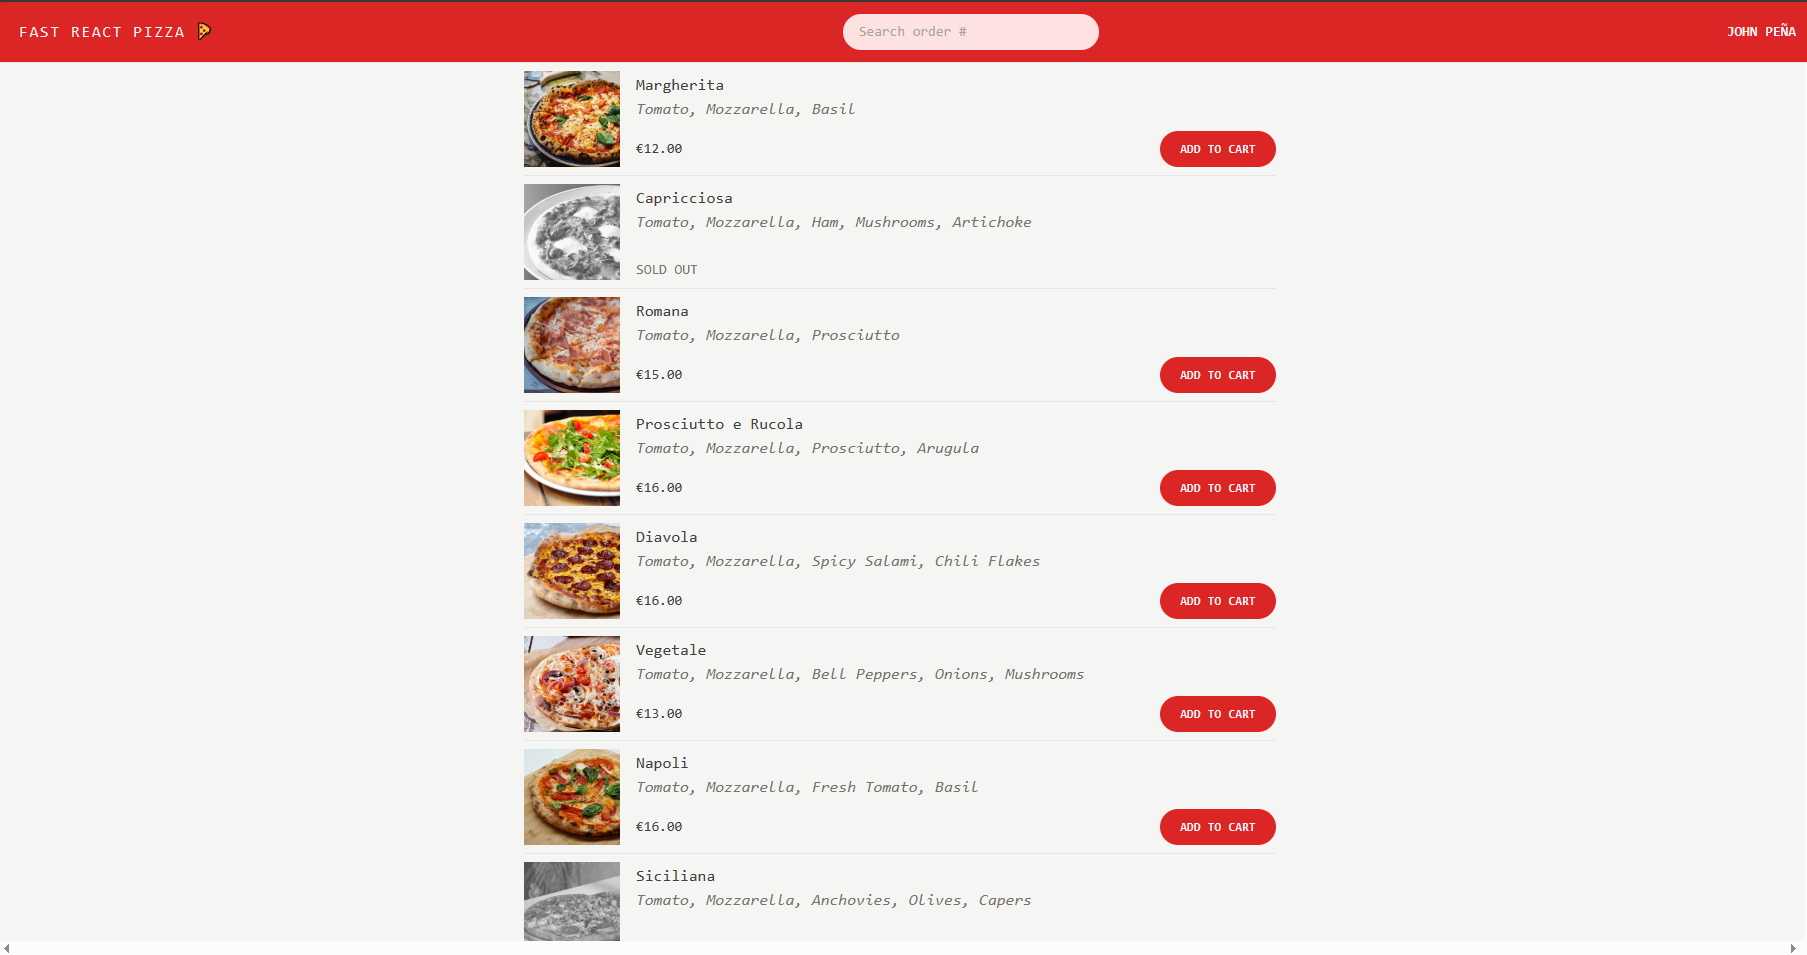 FAST REACT PIZZA 🍕
Search order #
JOHN PEÑA
Margherita
Tomato, Mozzarella, Basil
€12.00
ADD TO CART
Capricciosa
Tomato, Mozzarella, Ham, Mushrooms, Artichoke
SOLD OUT
Romana
Tomato, Mozzarella, Prosciutto
€15.00
ADD TO CART
Prosciutto e Rucola
Tomato, Mozzarella, Prosciutto, Arugula
€16.00
ADD TO CART
Diavola
Tomato, Mozzarella, Spicy Salami, Chili Flakes
€16.00
ADD TO CART
Vegetale
Tomato, Mozzarella, Bell Peppers, Onions, Mushrooms
€13.00
ADD TO CART
Napoli
Tomato, Mozzarella, Fresh Tomato, Basil
€16.00
ADD TO CART
Siciliana
Tomato, Mozzarella, Anchovies, Olives, Capers